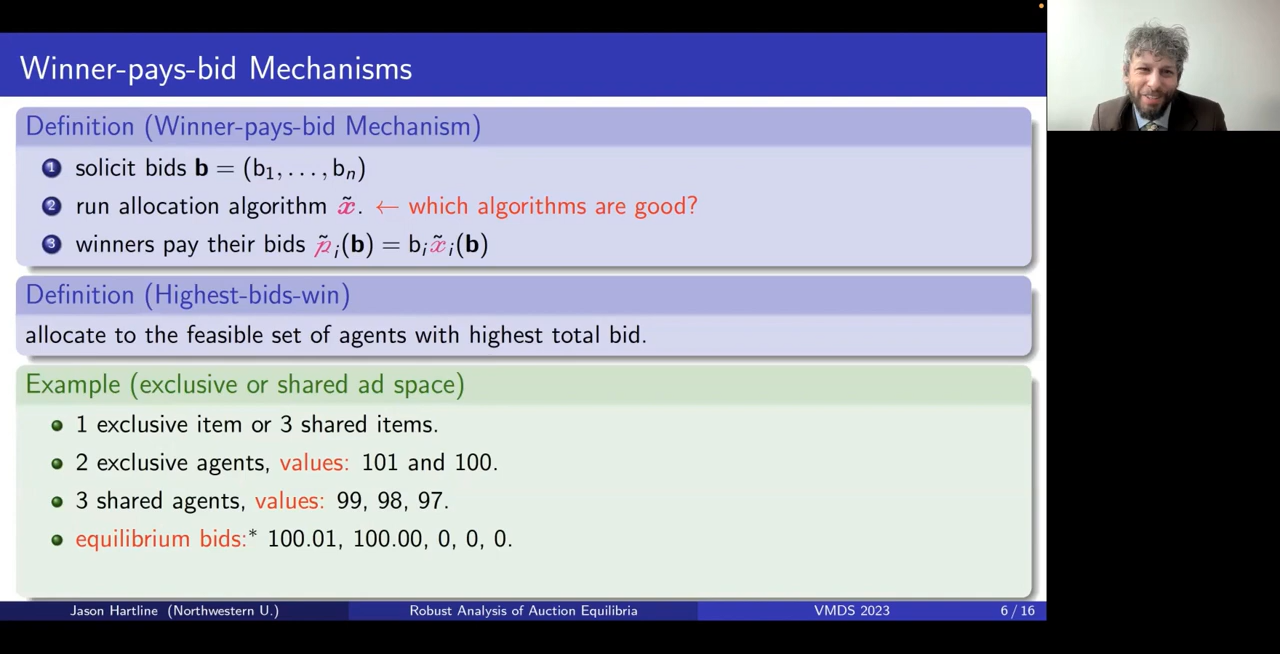 Winner-pays-bid Mechanisms
Definition (Winner-pays-bid Mechanism)
1 solicit bids b = (b₁, . . . , bₙ)
2 run allocation algorithm x̃. ← which algorithms are good?
3 winners pay their bids p̃ᵢ(b) = bᵢx̃ᵢ(b)
Definition (Highest-bids-win)
allocate to the feasible set of agents with highest total bid.
Example (exclusive or shared ad space)
1 exclusive item or 3 shared items.
2 exclusive agents, values: 101 and 100.
3 shared agents, values: 99, 98, 97.
equilibrium bids:* 100.01, 100.00, 0, 0, 0.
Jason Hartline (Northwestern U.) Robust Analysis of Auction Equilibria VMDS 2023 6 / 16